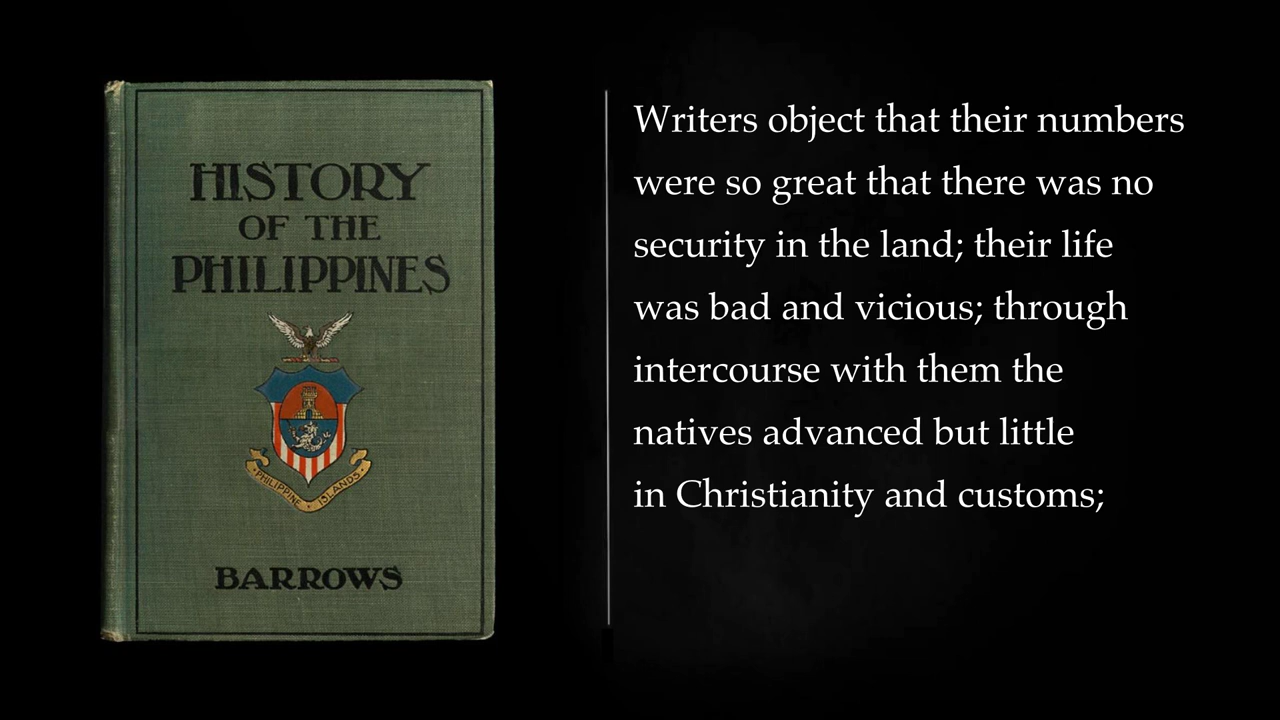 HISTORY
OF THE
PHILIPPINES
PHILIPPINE ISLANDS
BARROWS
Writers object that their numbers
were so great that there was no
security in the land; their life
was bad and vicious; through
intercourse with them the
natives advanced but little
in Christianity and customs;